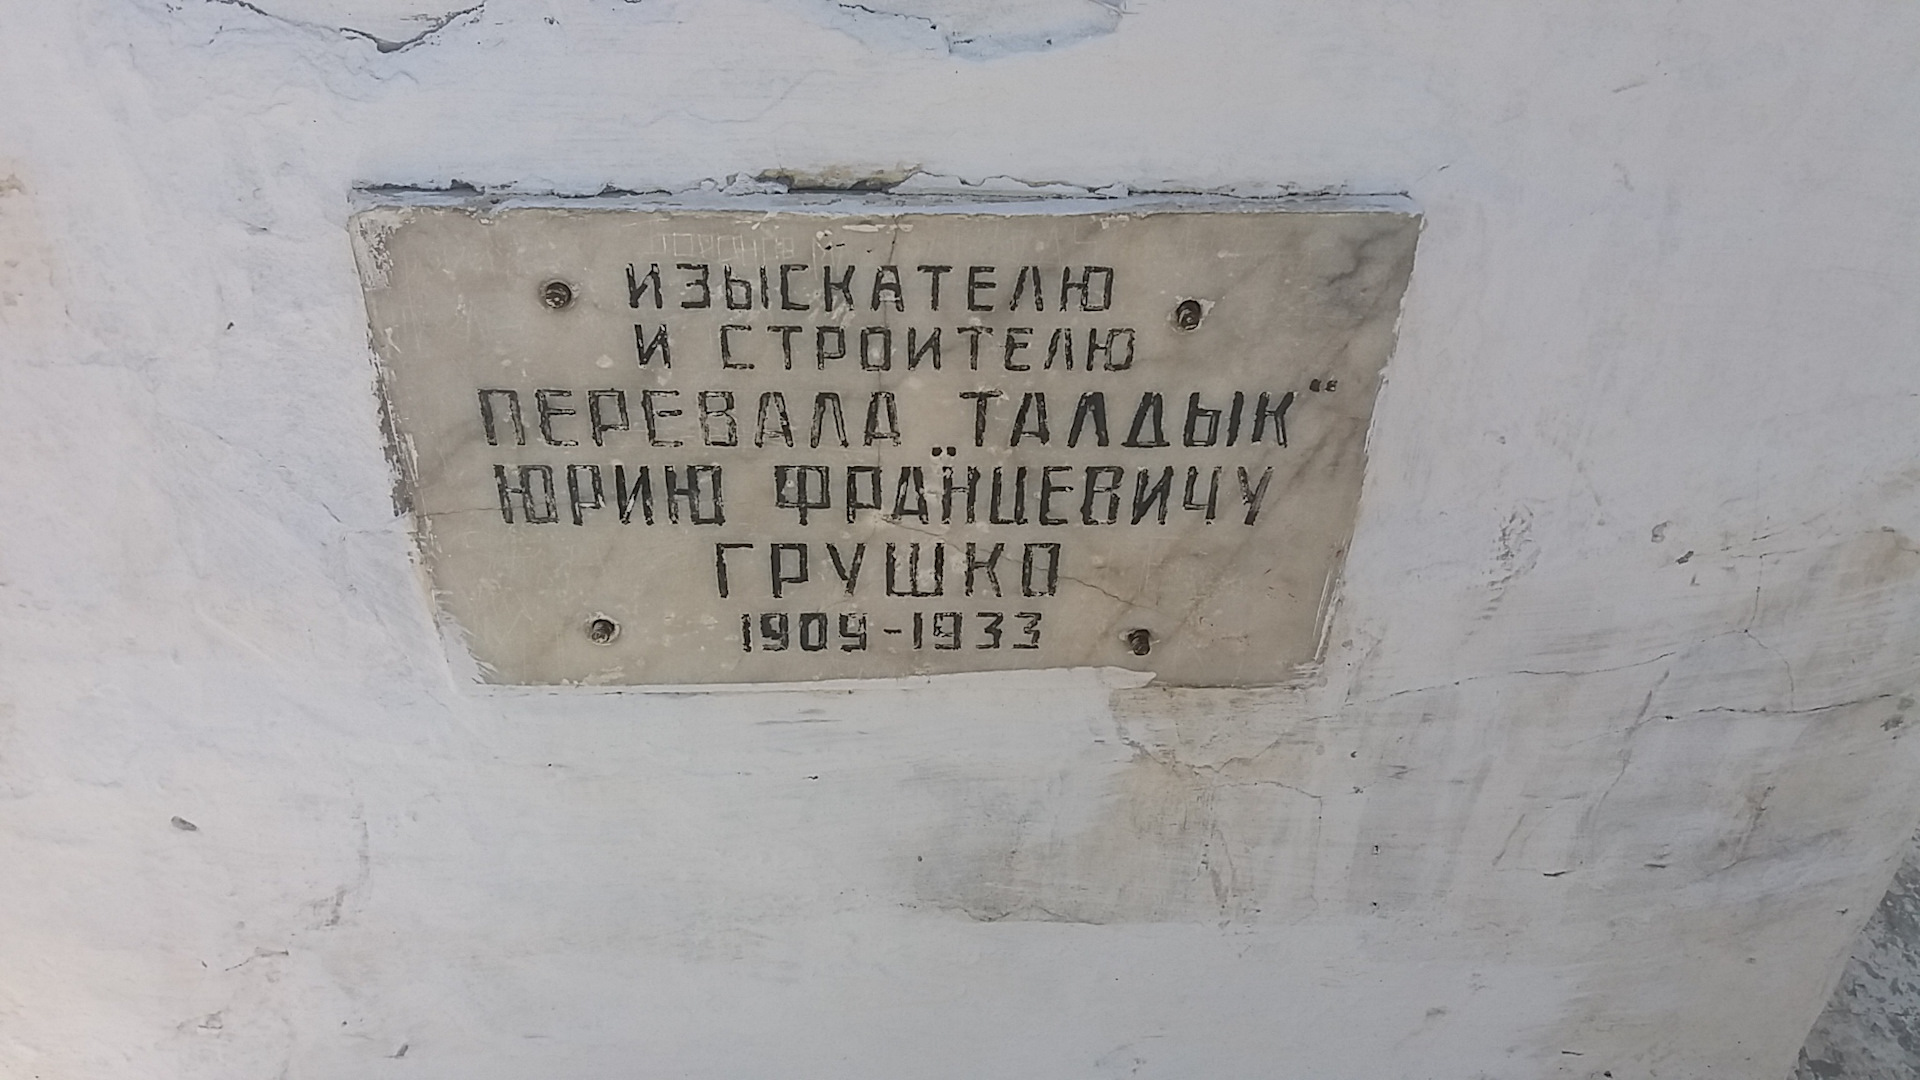 ИЗЫСКАТЕЛЮ
И СТРОИТЕЛЮ
ПЕРЕВАЛА „ТАЛДЫК"
ЮРИЮ ФРАНЦЕВИЧУ
ГРУШКО
1909-1933